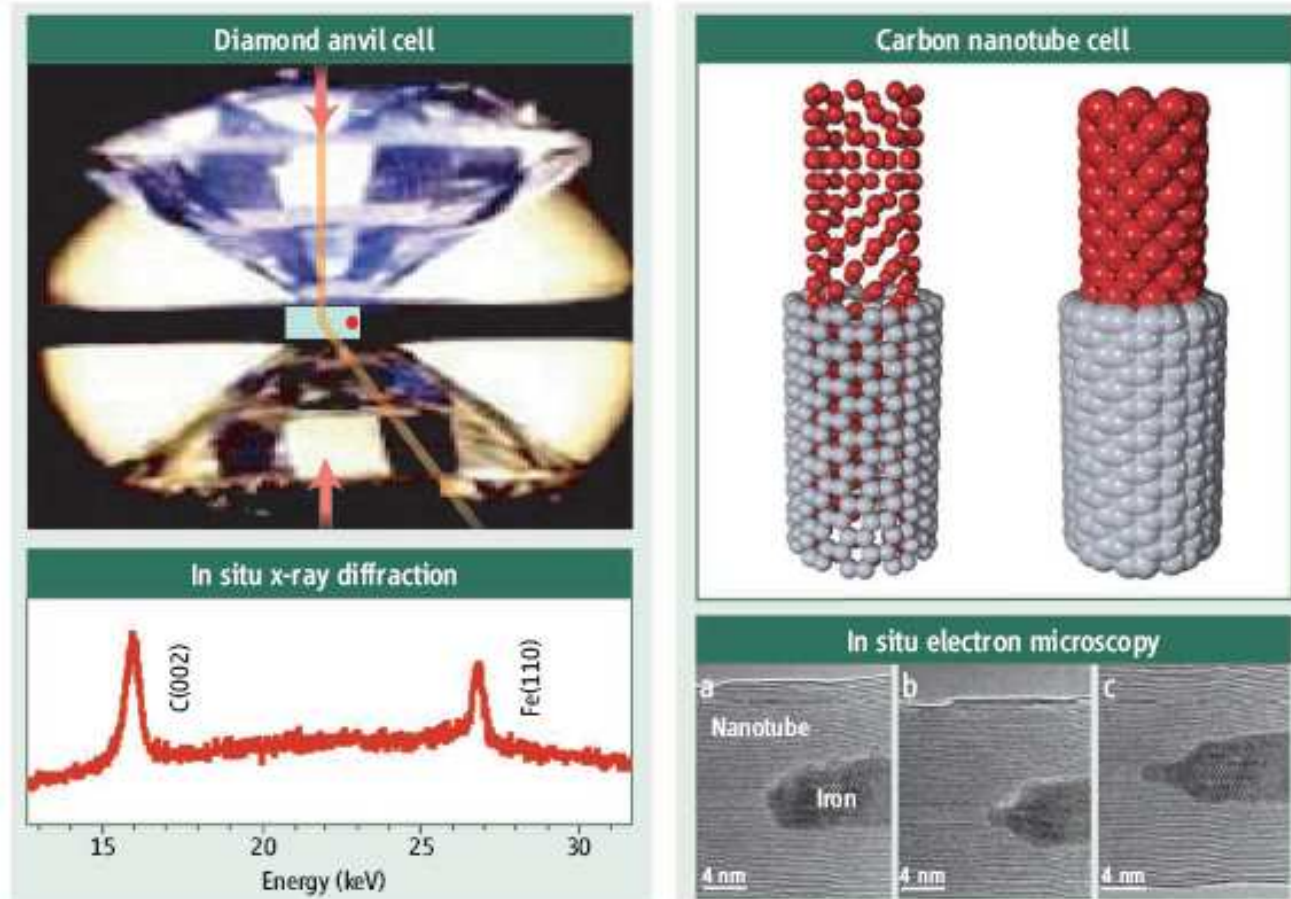 Diamond anvil cell
In situ x-ray diffraction
C(002)
Fe(110)
15
20
25
30
Energy (keV)
Carbon nanotube cell
In situ electron microscopy
a
Nanotube
Iron
4 nm
b
4 nm
c
4 nm